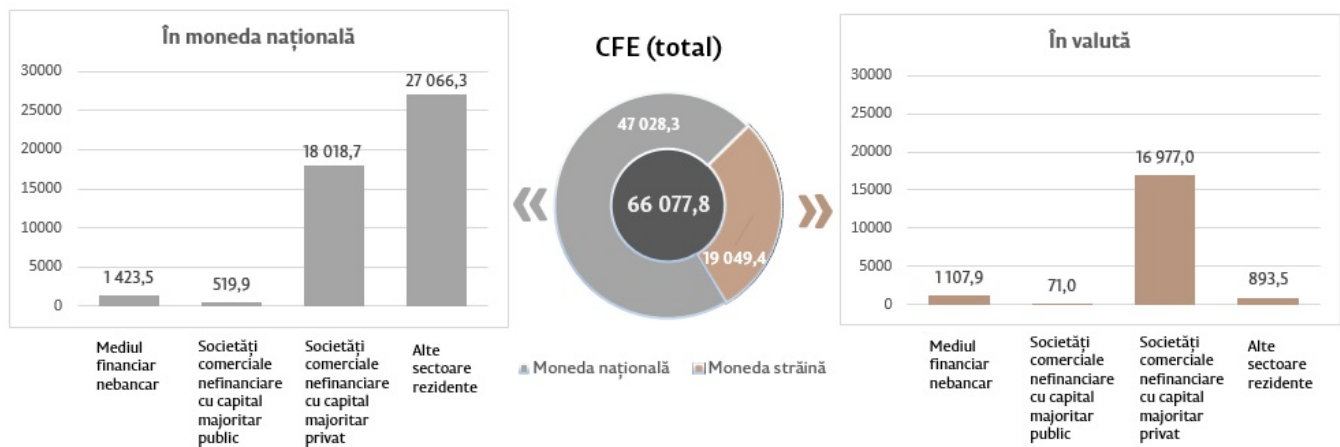 În moneda națională
30000
25000
20000
15000
10000
5000
0
1 423,5
519,9
18 018,7
27 066,3
Mediul
financiar
nebancar
Societăți
comerciale
nefinanciare
cu capital
majoritar
public
Societăți
comerciale
nefinanciare
cu capital
majoritar
privat
Alte
sectoare
rezidente
CFE (total)
47 028,3
66 077,8
19 049,4
«
»
Moneda națională
Moneda străină
În valută
30000
25000
20000
15000
10000
5000
0
1 107,9
71,0
16 977,0
893,5
Mediul
financiar
nebancar
Societăți
comerciale
nefinanciare
cu capital
majoritar
public
Societăți
comerciale
nefinanciare
cu capital
majoritar
privat
Alte
sectoare
rezidente